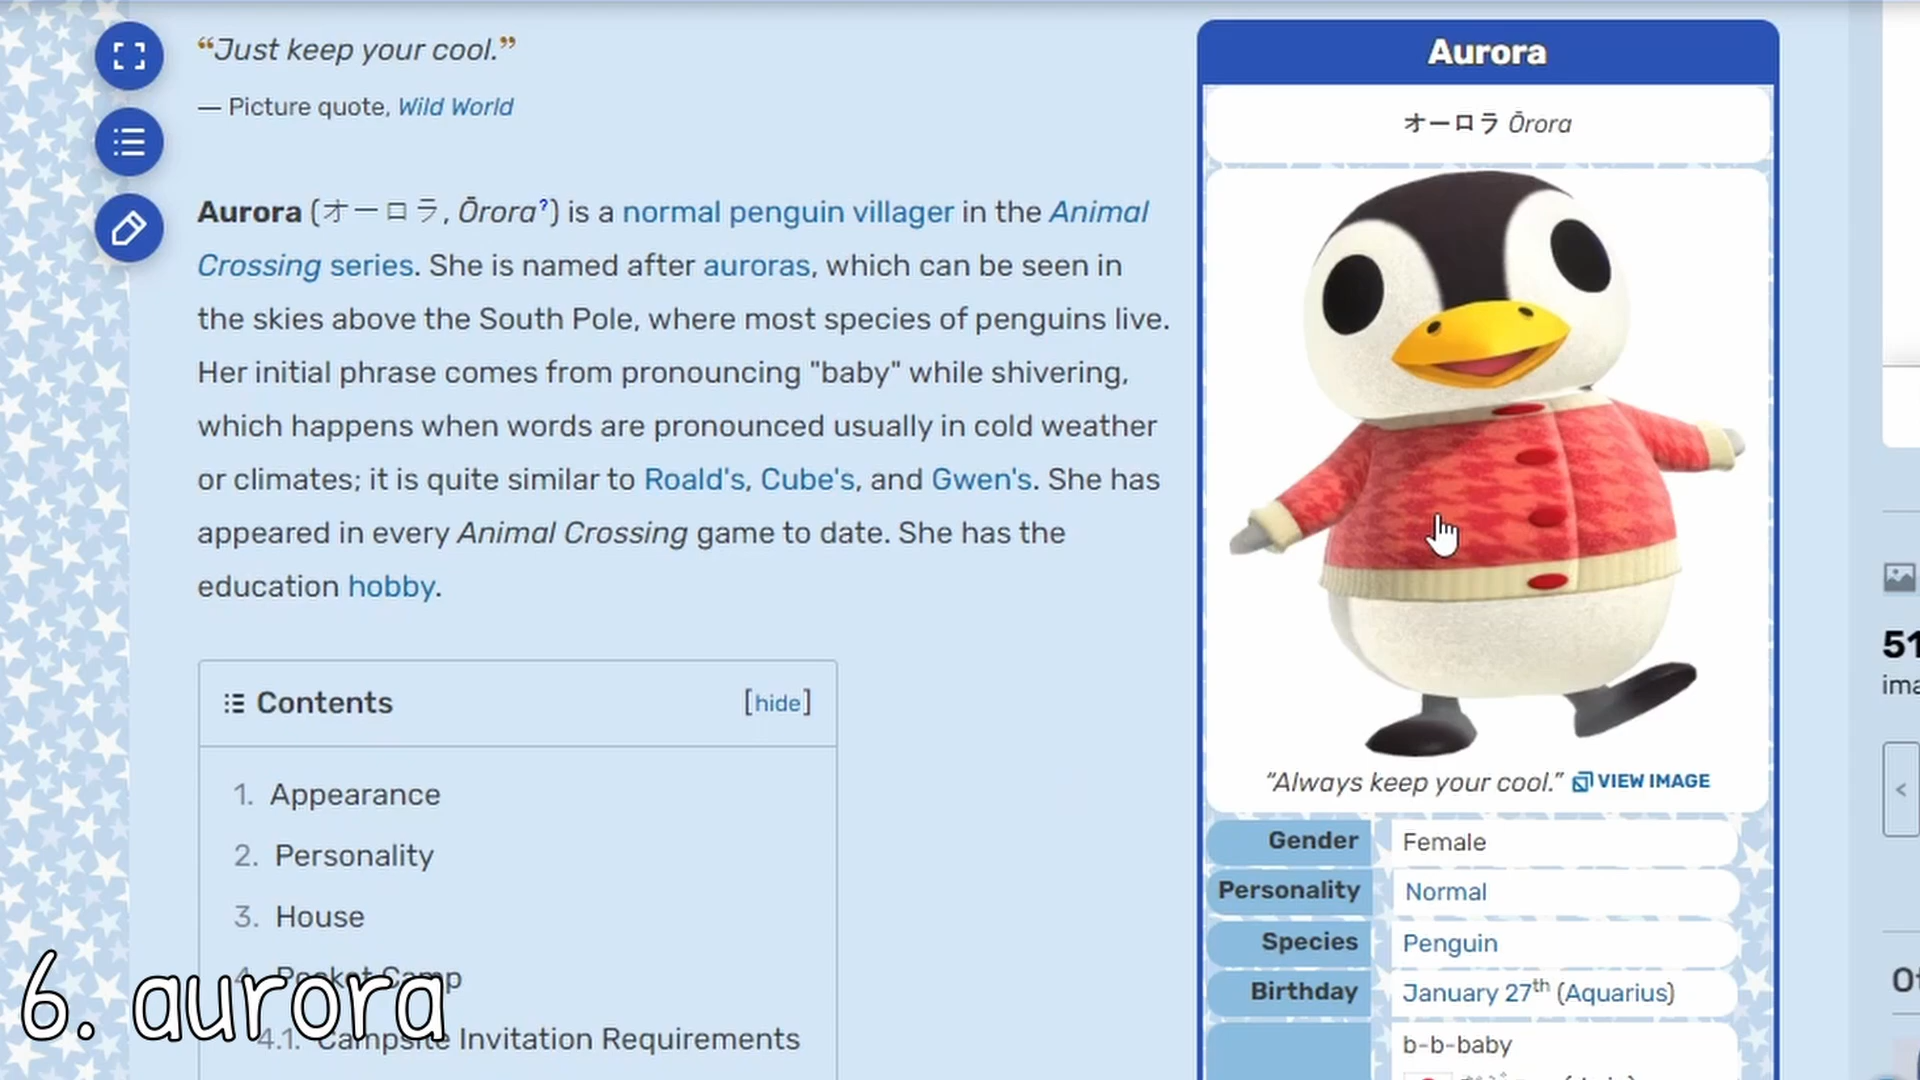 “Just keep your cool.”
— Picture quote, Wild World
Aurora (オーロラ, Ōrora?) is a normal penguin villager in the Animal
Crossing series. She is named after auroras, which can be seen in
the skies above the South Pole, where most species of penguins live.
Her initial phrase comes from pronouncing "baby" while shivering,
which happens when words are pronounced usually in cold weather
or climates; it is quite similar to Roald's, Cube's, and Gwen's. She has
appeared in every Animal Crossing game to date. She has the
education hobby.
Contents [hide]
1. Appearance
2. Personality
3. House
4. Pocket Camp
4.1. Campsite Invitation Requirements
6. aurora
Aurora
オーロラ Ōrora
“Always keep your cool.” VIEW IMAGE
Gender Female
Personality Normal
Species Penguin
Birthday January 27th (Aquarius)
b-b-baby
51
ima